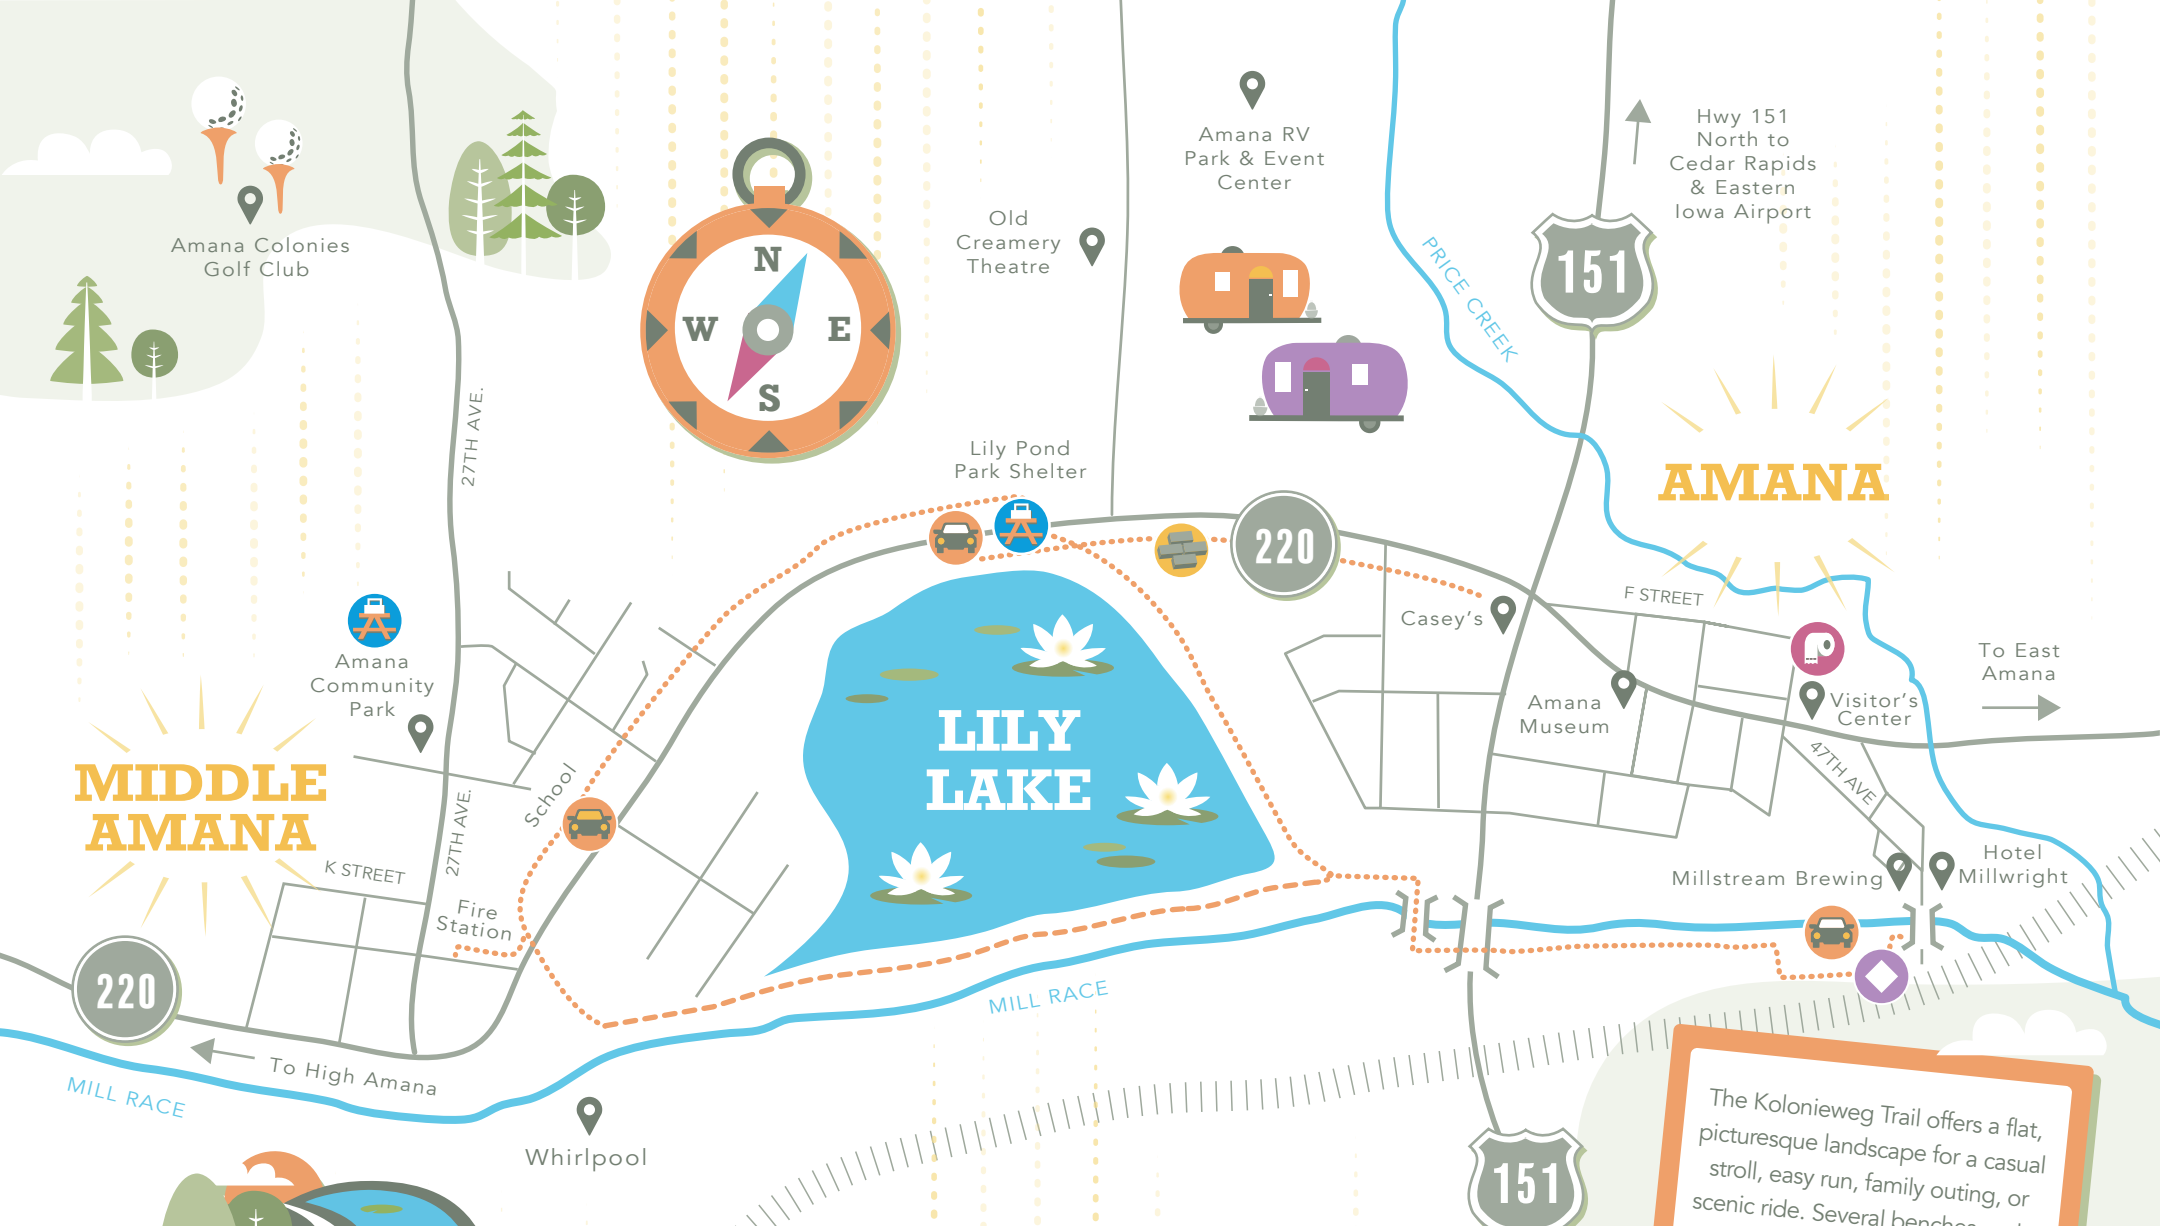 Amana Colonies
Golf Club
N
W
E
S
27TH AVE.
Old
Creamery
Theatre
Amana RV
Park & Event
Center
PRICE CREEK
151
Hwy 151
North to
Cedar Rapids
& Eastern
Iowa Airport
Lily Pond
Park Shelter
AMANA
220
Casey's
F STREET
Amana
Museum
Visitor's
Center
To East
Amana
47TH AVE
Amana
Community
Park
MIDDLE
AMANA
School
27TH AVE.
K STREET
Fire
Station
LILY
LAKE
Millstream Brewing
Hotel
Millwright
220
To High Amana
MILL RACE
MILL RACE
Whirlpool
151
The Kolonieweg Trail offers a flat,
picturesque landscape for a casual
stroll, easy run, family outing, or
scenic ride. Several benches